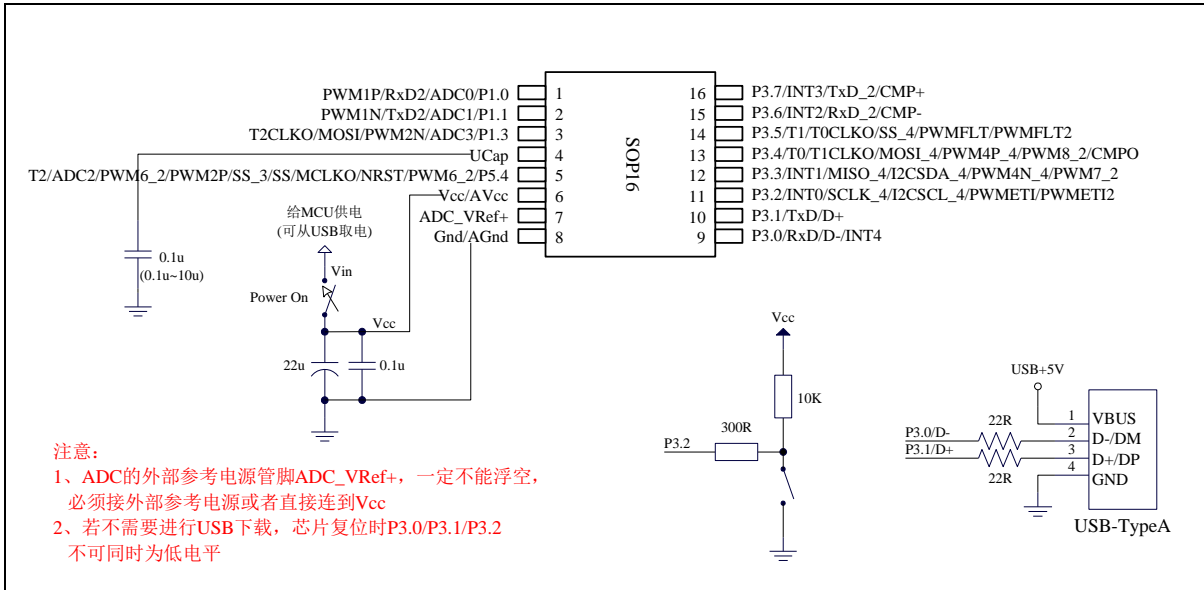 PWM1P/RxD2/ADC0/P1.0
PWM1N/TxD2/ADC1/P1.1
T2CLKO/MOSI/PWM2N/ADC3/P1.3
UCap
T2/ADC2/PWM6_2/PWM2P/SS_3/SS/MCLKO/NRST/PWM6_2/P5.4
Vcc/AVcc
ADC_VRef+
Gnd/AGnd
1
2
3
4
5
6
7
8
SOP16
16
15
14
13
12
11
10
9
P3.7/INT3/TxD_2/CMP+
P3.6/INT2/RxD_2/CMP-
P3.5/T1/T0CLKO/SS_4/PWMFLT/PWMFLT2
P3.4/T0/T1CLKO/MOSI_4/PWM4P_4/PWM8_2/CMPO
P3.3/INT1/MISO_4/I2CSDA_4/PWM4N_4/PWM7_2
P3.2/INT0/SCLK_4/I2CSCL_4/PWMETI/PWMETI2
P3.1/TxD/D+
P3.0/RxD/D-/INT4
0.1u
(0.1u~10u)
给MCU供电
(可从USB取电)
Vin
Power On
Vcc
22u
0.1u
Vcc
10K
300R
P3.2
USB+5V
22R
P3.0/D-
P3.1/D+
22R
1
2
3
4
VBUS
D-/DM
D+/DP
GND
USB-TypeA
注意：
1、ADC的外部参考电源管脚ADC_VRef+，一定不能浮空，
必须接外部参考电源或者直接连到Vcc
2、若不需要进行USB下载，芯片复位时P3.0/P3.1/P3.2
不可同时为低电平